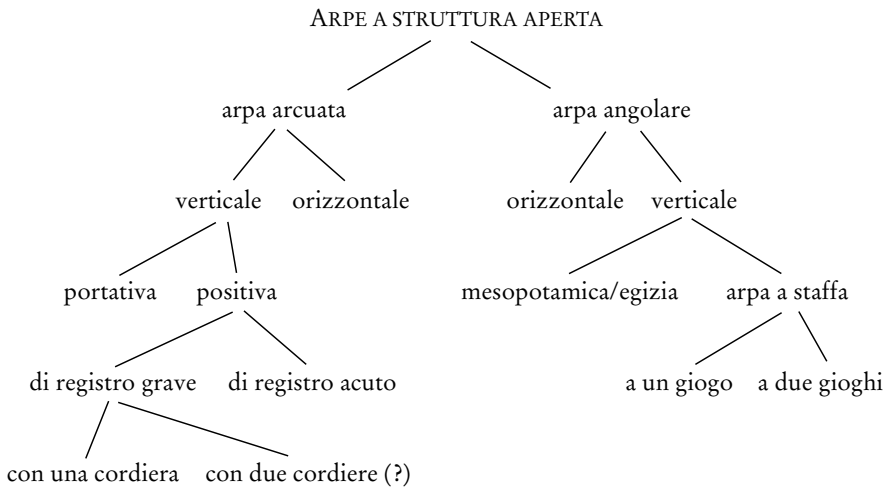 ARPE A STRUTTURA APERTA
arpa arcuata arpa angolare
verticale orizzontale orizzontale verticale
portativa positiva mesopotamica/egizia arpa a staffa
di registro grave di registro acuto a un giogo a due gioghi
con una cordiera con due cordiere (?)